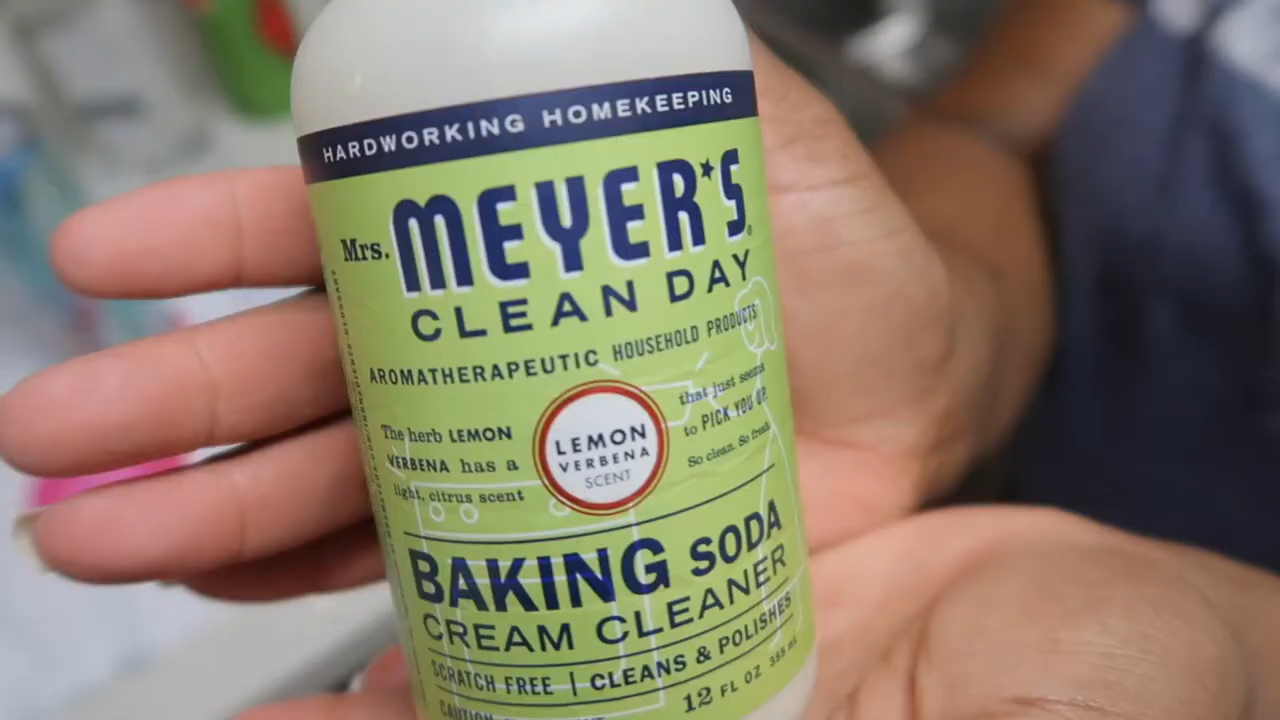 HARDWORKING HOMEKEEPING
Mrs. MEYER'S
CLEAN DAY
AROMATHERAPEUTIC HOUSEHOLD PRODUCTS
The herb LEMON
VERBENA has a
light, citrus scent
LEMON
VERBENA
SCENT
that just seems
to PICK YOU UP.
So clean. So fresh
BAKING SODA
CREAM CLEANER
SCRATCH FREE | CLEANS & POLISHES
CAUTION
12 FL OZ 355 mL